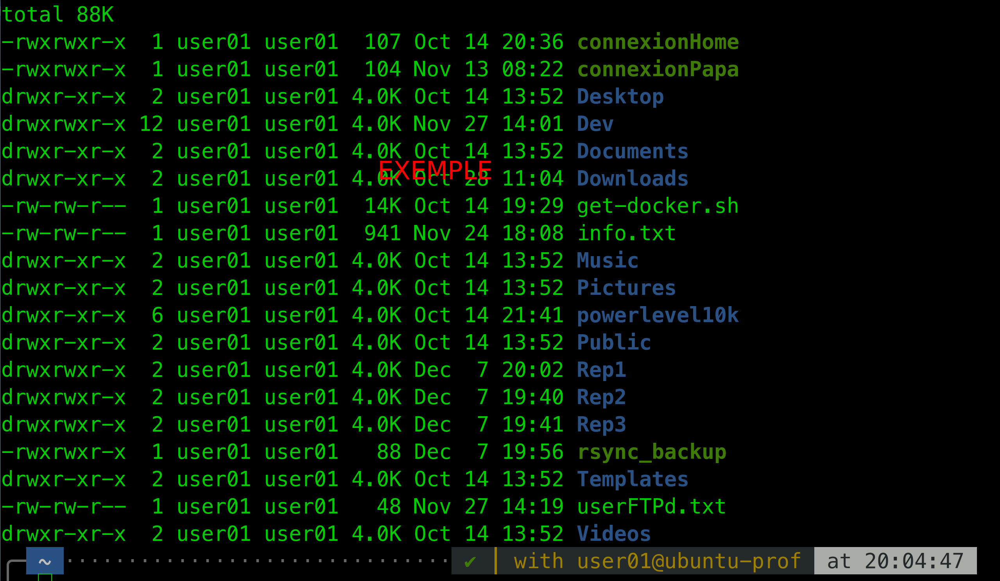 total 88K
-rwxrwxr-x  1 user01 user01  107 Oct 14 20:36 connexionHome
-rwxrwxr-x  1 user01 user01  104 Nov 13 08:22 connexionPapa
drwxr-xr-x  2 user01 user01 4.0K Oct 14 13:52 Desktop
drwxrwxr-x 12 user01 user01 4.0K Nov 27 14:01 Dev
drwxr-xr-x  2 user01 user01 4.0K Oct 14 13:52 Documents
EXEMPLE
drwxr-xr-x  2 user01 user01 4.0K Oct 28 11:04 Downloads
-rw-rw-r--  1 user01 user01  14K Oct 14 19:29 get-docker.sh
-rw-rw-r--  1 user01 user01  941 Nov 24 18:08 info.txt
drwxr-xr-x  2 user01 user01 4.0K Oct 14 13:52 Music
drwxr-xr-x  2 user01 user01 4.0K Oct 14 13:52 Pictures
drwxr-xr-x  6 user01 user01 4.0K Oct 14 21:41 powerlevel10k
drwxr-xr-x  2 user01 user01 4.0K Oct 14 13:52 Public
drwxrwxr-x  2 user01 user01 4.0K Dec  7 20:02 Rep1
drwxrwxr-x  2 user01 user01 4.0K Dec  7 19:40 Rep2
drwxrwxr-x  2 user01 user01 4.0K Dec  7 19:41 Rep3
-rwxrwxr-x  1 user01 user01   88 Dec  7 19:56 rsync_backup
drwxr-xr-x  2 user01 user01 4.0K Oct 14 13:52 Templates
-rw-rw-r--  1 user01 user01   48 Nov 27 14:19 userFTPd.txt
drwxr-xr-x  2 user01 user01 4.0K Oct 14 13:52 Videos
~ ✔ with user01@ubuntu-prof at 20:04:47